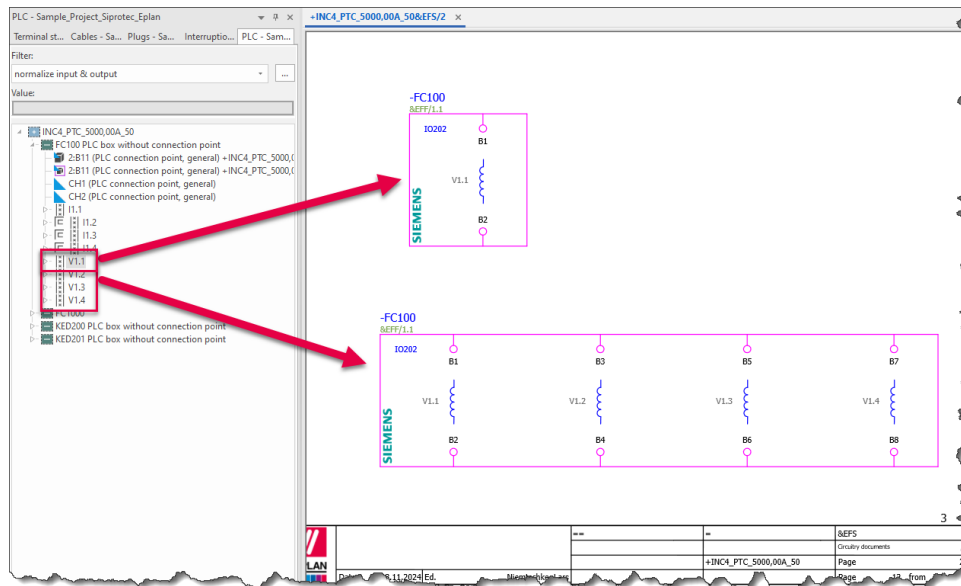 PLC - Sample_Project_Siprotec_Eplan
Terminal st... Cables - Sa... Plugs - Sa... Interruptio... PLC - Sam...
Filter:
normalize input & output
...
Value:
INC4_PTC_5000,00A_50
FC100 PLC box without connection point
2:B11 (PLC connection point, general) +INC4_PTC_5000,0
2:B11 (PLC connection point, general) +INC4_PTC_5000,0
CH1 (PLC connection point, general)
CH2 (PLC connection point, general)
I1.1
I1.2
I1.3
I1.4
V1.1
V1.2
V1.3
V1.4
FC1000
KED200 PLC box without connection point
KED201 PLC box without connection point
+INC4_PTC_5000,00A_50&EFS/2
-FC100
&EFF/1.1
IO202
B1
V1.1
B2
SIEMENS
-FC100
&EFF/1.1
IO202
B1 B3 B5 B7
V1.1 V1.2 V1.3 V1.4
B2 B4 B6 B8
SIEMENS
3
== = &EFS
Circuitry documents
+INC4_PTC_5000,00A_50 Page
PLAN
.11.2024 Ed.
Page from